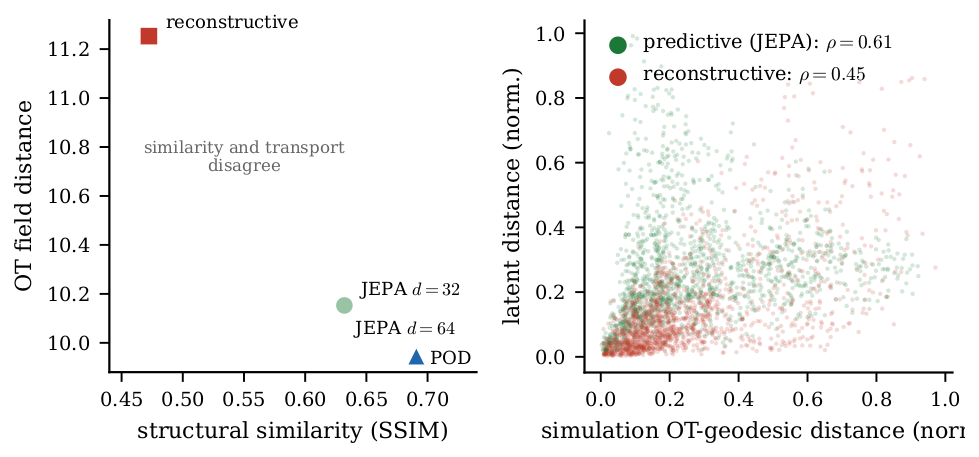 OT field distance
11.2
11.0
10.8
10.6
10.4
10.2
10.0
reconstructive
similarity and transport
disagree
JEPA d = 32
JEPA d = 64
POD
0.45 0.50 0.55 0.60 0.65 0.70
structural similarity (SSIM)
latent distance (norm.)
1.0
0.8
0.6
0.4
0.2
0.0
predictive (JEPA): ρ = 0.61
reconstructive: ρ = 0.45
0.0 0.2 0.4 0.6 0.8 1.0
simulation OT-geodesic distance (nor